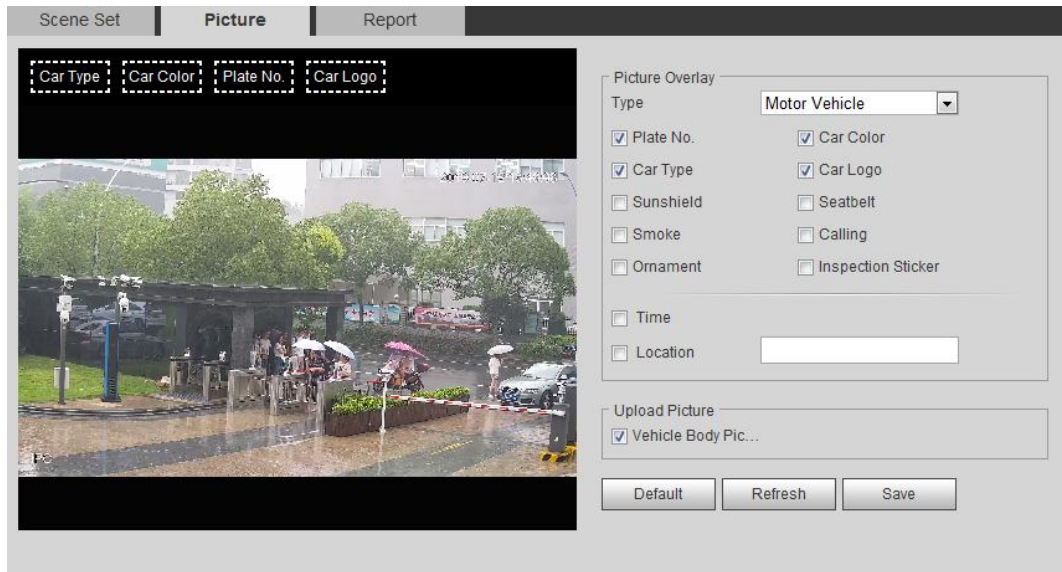 Scene Set Picture Report
Car Type Car Color Plate No. Car Logo
Picture Overlay
Type Motor Vehicle
Plate No. Car Color
Car Type Car Logo
Sunshield Seatbelt
Smoke Calling
Ornament Inspection Sticker
Time
Location
Upload Picture
Vehicle Body Pic...
Default Refresh Save